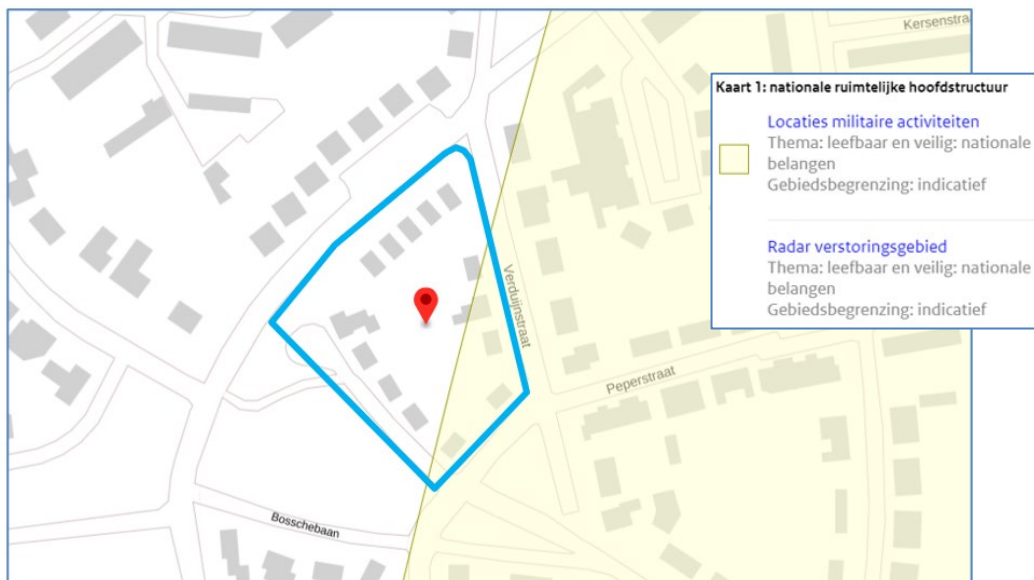 Kersenstra
Kaart 1: nationale ruimtelijke hoofdstructuur
Locaties militaire activiteiten
Thema: leefbaar en veilig: nationale
belangen
Gebiedsbegrenzing: indicatief
Radar verstoringsgebied
Thema: leefbaar en veilig: nationale
belangen
Gebiedsbegrenzing: indicatief
Verduijnstraat
Peperstraat
Bosschebaan